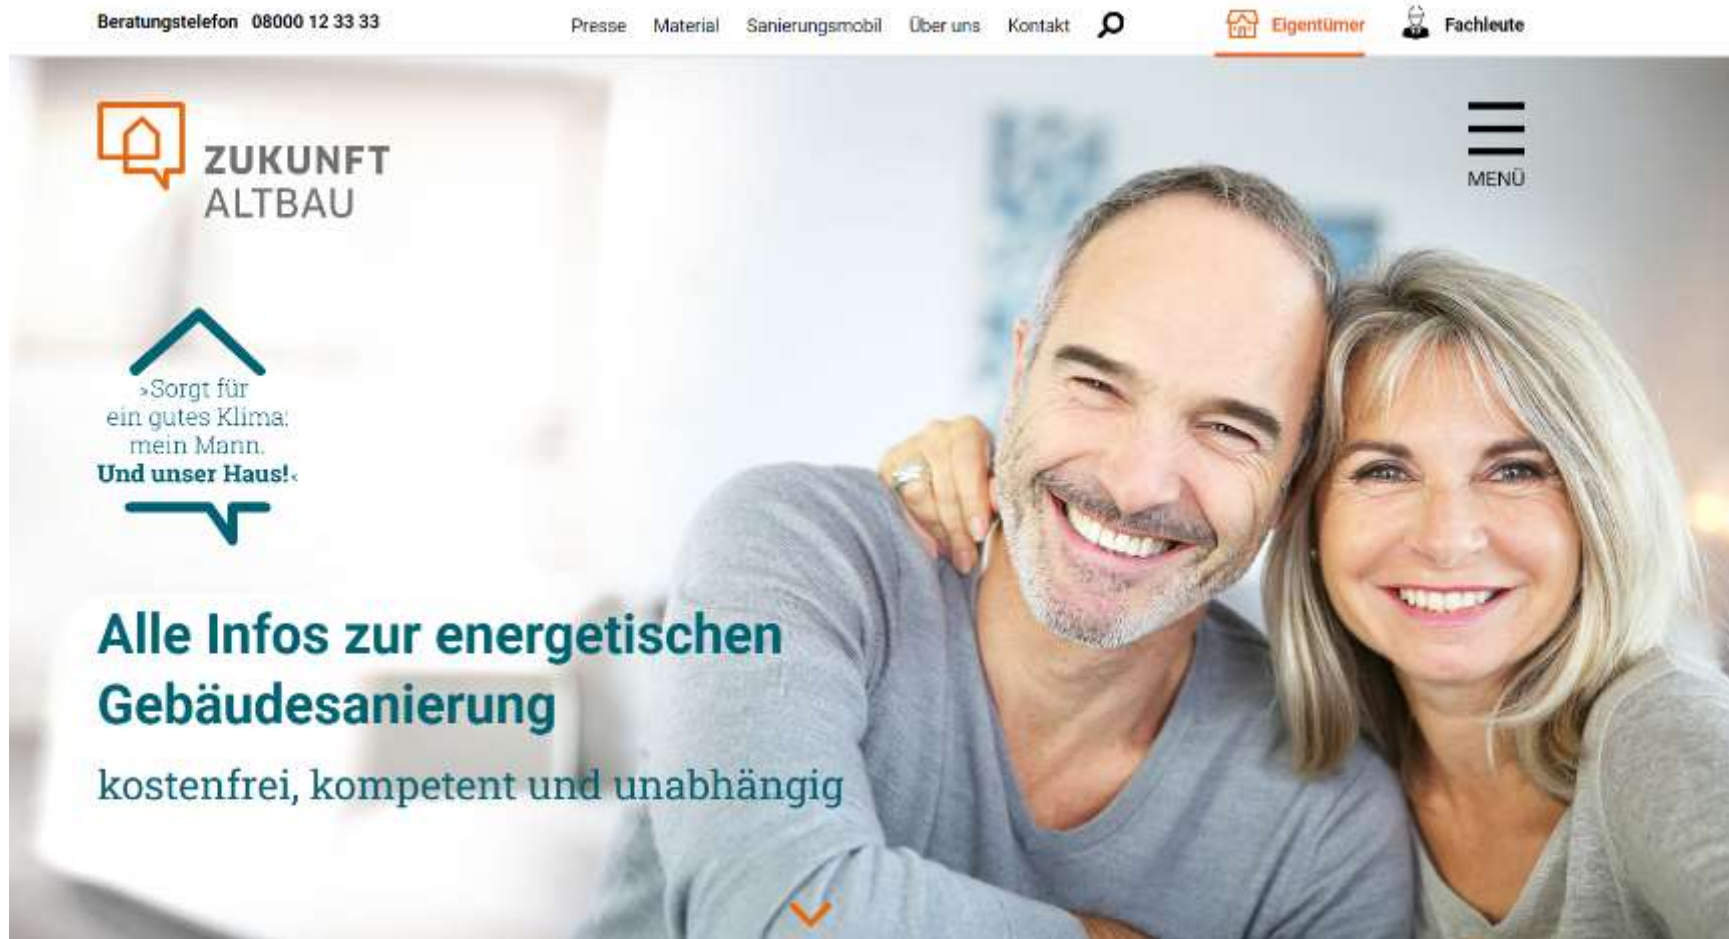 Beratungstelefon 08000 12 33 33
Presse Material Sanierungsmobil Über uns Kontakt Eigentümer Fachleute
ZUKUNFT
ALTBAU
MENÜ
»Sorgt für
ein gutes Klima:
mein Mann.
Und unser Haus!«
Alle Infos zur energetischen
Gebäudesanierung
kostenfrei, kompetent und unabhängig